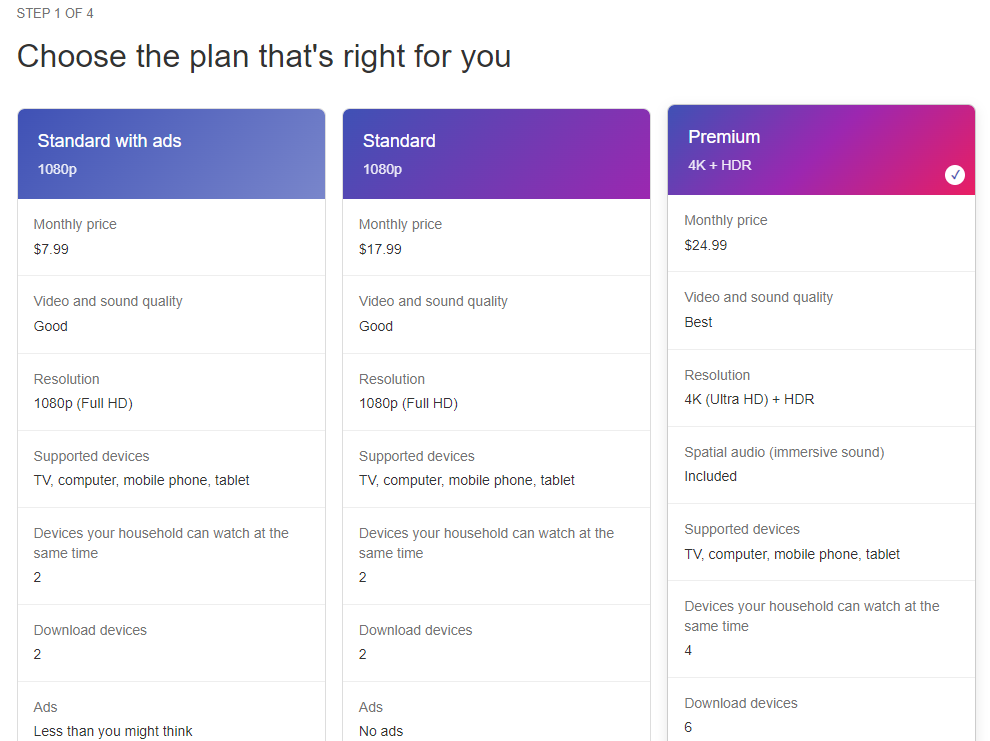 STEP 1 OF 4
Choose the plan that's right for you
Standard with ads
1080p
Monthly price
$7.99
Video and sound quality
Good
Resolution
1080p (Full HD)
Supported devices
TV, computer, mobile phone, tablet
Devices your household can watch at the
same time
2
Download devices
2
Ads
Less than you might think
Standard
1080p
Monthly price
$17.99
Video and sound quality
Good
Resolution
1080p (Full HD)
Supported devices
TV, computer, mobile phone, tablet
Devices your household can watch at the
same time
2
Download devices
2
Ads
No ads
Premium
4K + HDR
Monthly price
$24.99
Video and sound quality
Best
Resolution
4K (Ultra HD) + HDR
Spatial audio (immersive sound)
Included
Supported devices
TV, computer, mobile phone, tablet
Devices your household can watch at the
same time
4
Download devices
6